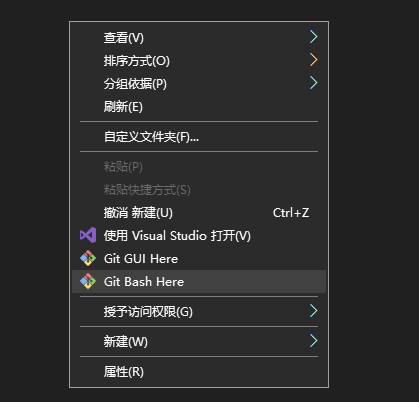 查看(V)
排序方式(O)
分组依据(P)
刷新(E)
自定义文件夹(F)...
粘贴(P)
粘贴快捷方式(S)
撤消 新建(U) Ctrl+Z
使用 Visual Studio 打开(V)
Git GUI Here
Git Bash Here
授予访问权限(G)
新建(W)
属性(R)